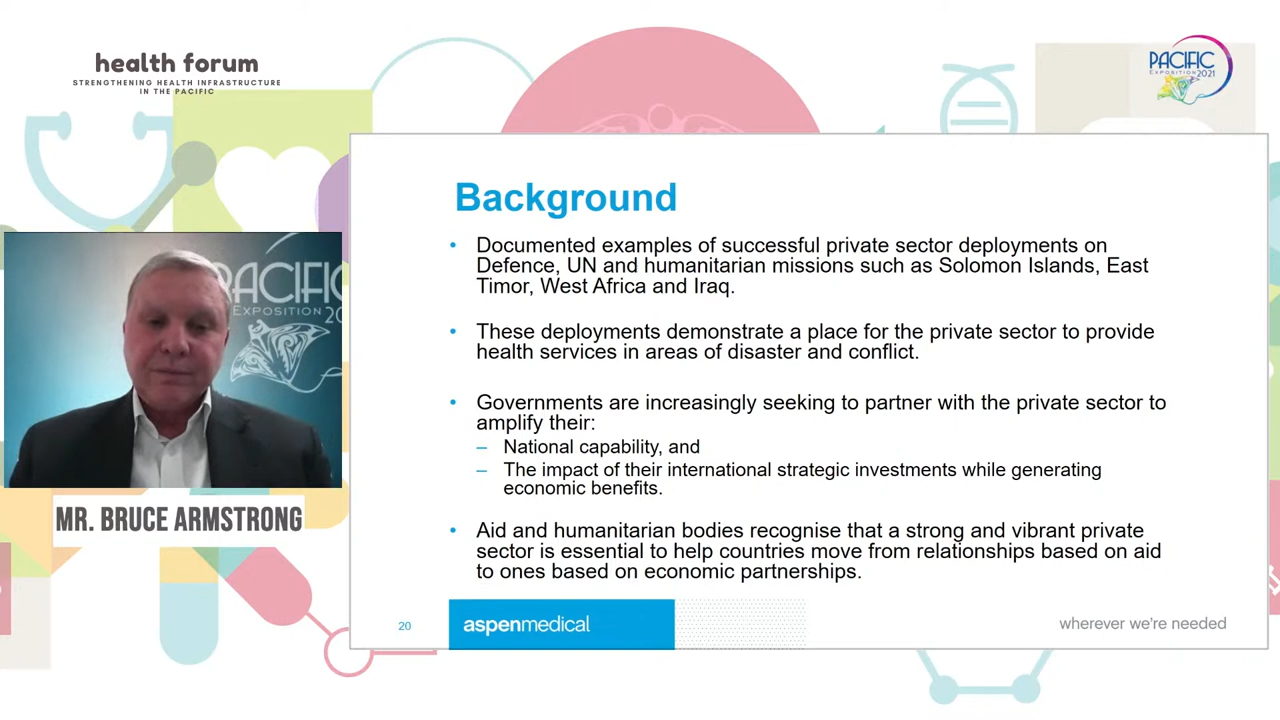 health forum
STRENGTHENING HEALTH INFRASTRUCTURE
IN THE PACIFIC
PACIFIC
EXPOSITION 2021
Background
• Documented examples of successful private sector deployments on
Defence, UN and humanitarian missions such as Solomon Islands, East
Timor, West Africa and Iraq.
• These deployments demonstrate a place for the private sector to provide
health services in areas of disaster and conflict.
• Governments are increasingly seeking to partner with the private sector to
amplify their:
– National capability, and
– The impact of their international strategic investments while generating
economic benefits.
• Aid and humanitarian bodies recognise that a strong and vibrant private
sector is essential to help countries move from relationships based on aid
to ones based on economic partnerships.
20
aspenmedical
wherever we're needed
PACIFIC
EXPOSITION 20
MR. BRUCE ARMSTRONG